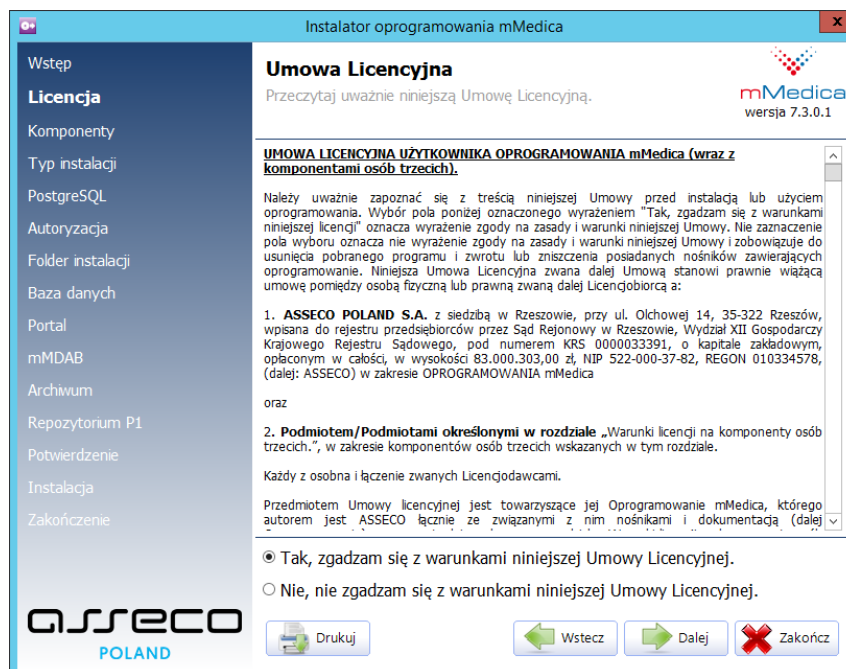 Instalator oprogramowania mMedica
x
Wstęp
Licencja
Komponenty
Typ instalacji
PostgreSQL
Autoryzacja
Folder instalacji
Baza danych
Portal
mMDAB
Archiwum
Repozytorium P1
Potwierdzenie
Instalacja
Zakończenie
asseco
POLAND
Umowa Licencyjna
Przeczytaj uważnie niniejszą Umowę Licencyjną.
mMedica
wersja 7.3.0.1
UMOWA LICENCYJNA UŻYTKOWNIKA OPROGRAMOWANIA mMedica (wraz z
komponentami osób trzecich).
Należy uważnie zapoznać się z treścią niniejszej Umowy przed instalacją lub użyciem
oprogramowania. Wybór pola poniżej oznaczonego wyrażeniem "Tak, zgadzam się z warunkami
niniejszej licencji" oznacza wyrażenie zgody na zasady i warunki niniejszej Umowy. Nie zaznaczenie
pola wyboru oznacza nie wyrażenie zgody na zasady i warunki niniejszej Umowy i zobowiązuje do
usunięcia pobranego programu i zwrotu lub zniszczenia posiadanych nośników zawierających
oprogramowanie. Niniejsza Umowa Licencyjna zwana dalej Umową stanowi prawnie wiążącą
umowę pomiędzy osobą fizyczną lub prawną zwaną dalej Licencjobiorcą a:
1. ASSECO POLAND S.A. z siedzibą w Rzeszowie, przy ul. Olchowej 14, 35-322 Rzeszów,
wpisana do rejestru przedsiębiorców przez Sąd Rejonowy w Rzeszowie, Wydział XII Gospodarczy
Krajowego Rejestru Sądowego, pod numerem KRS 0000033391, o kapitale zakładowym,
opłaconym w całości, w wysokości 83.000.303,00 zł, NIP 522-000-37-82, REGON 010334578,
(dalej: ASSECO) w zakresie OPROGRAMOWANIA mMedica
oraz
2. Podmiotem/Podmiotami określonymi w rozdziale „Warunki licencji na komponenty osób
trzecich.”, w zakresie komponentów osób trzecich wskazanych w tym rozdziale.
Każdy z osobna i łączenie zwanych Licencjodawcami.
Przedmiotem Umowy licencyjnej jest towarzyszące jej Oprogramowanie mMedica, którego
autorem jest ASSECO łącznie ze związanymi z nim nośnikami i dokumentacją (dalej
Tak, zgadzam się z warunkami niniejszej Umowy Licencyjnej.
Nie, nie zgadzam się z warunkami niniejszej Umowy Licencyjnej.
Drukuj
Wstecz
Dalej
Zakończ